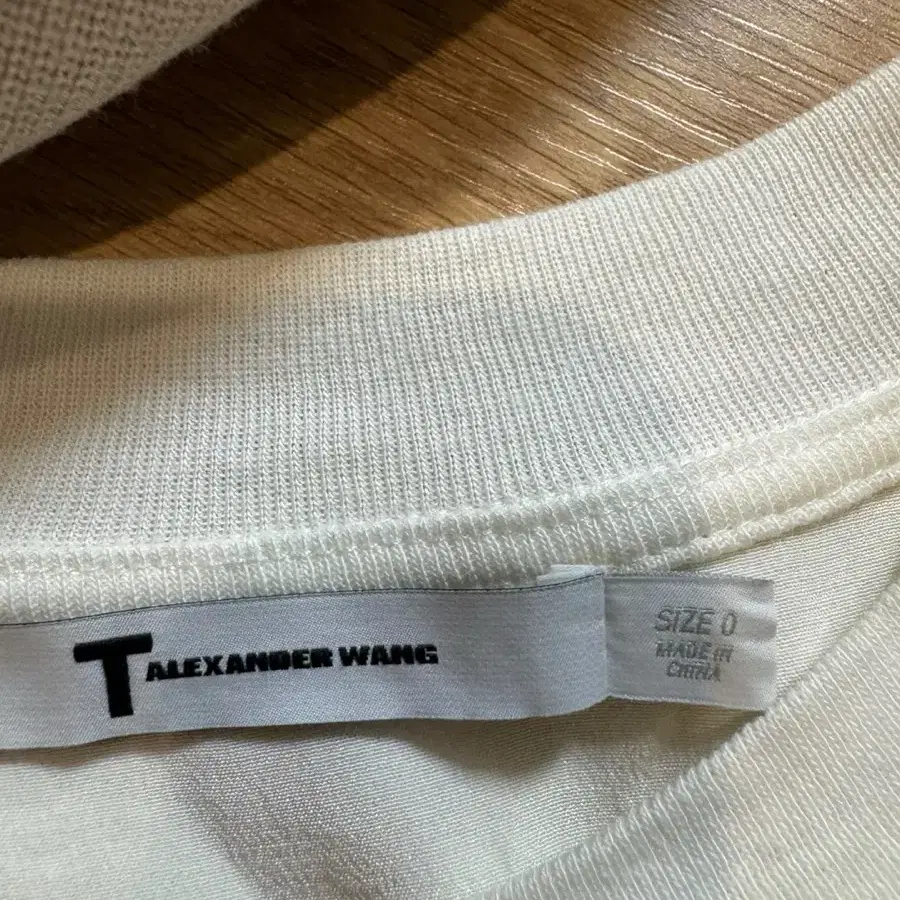 T ALEXANDER WANG
SIZE 0
MADE IN
CHINA